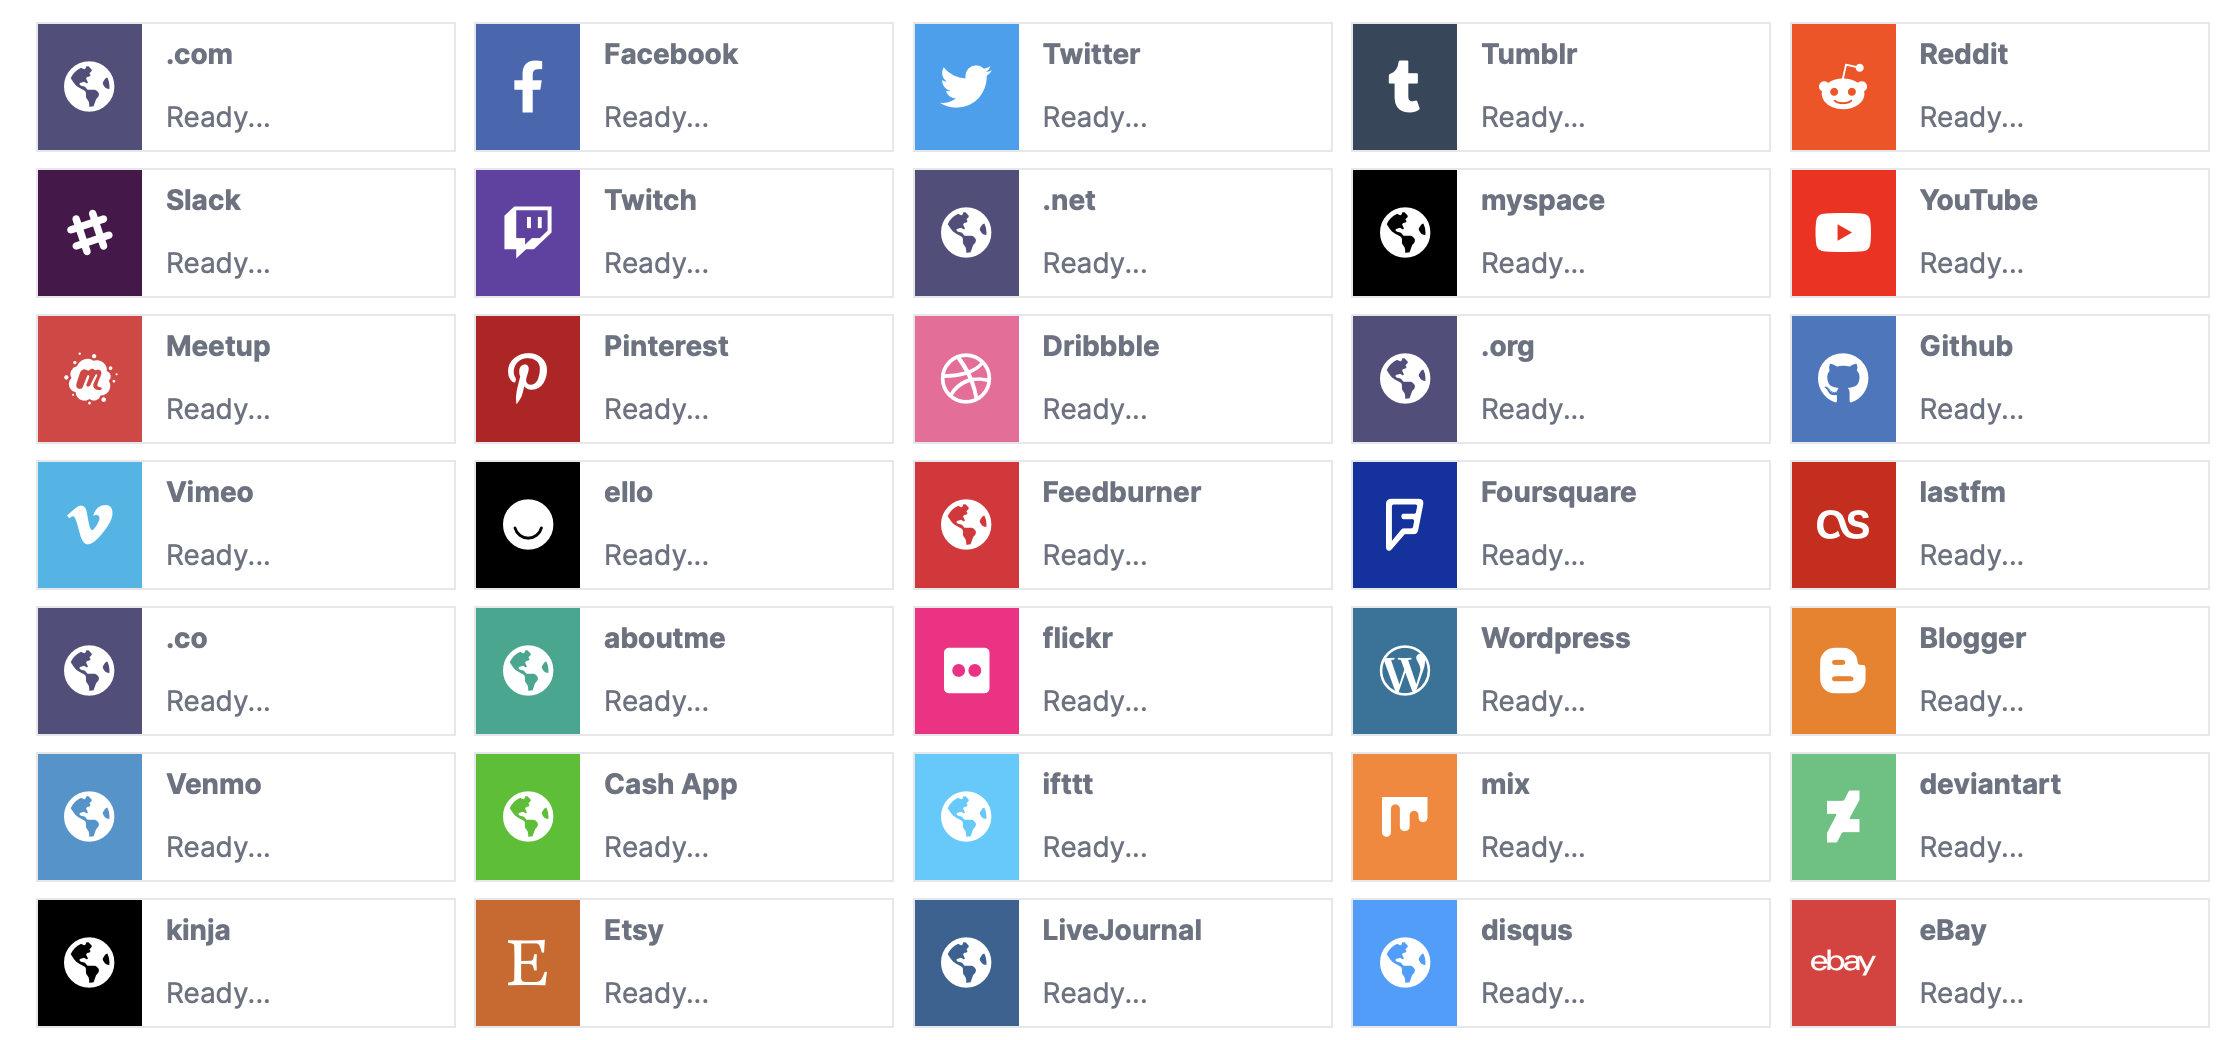 .com
Ready...
Facebook
Ready...
Twitter
Ready...
Tumblr
Ready...
Reddit
Ready...
Slack
Ready...
Twitch
Ready...
.net
Ready...
myspace
Ready...
YouTube
Ready...
Meetup
Ready...
Pinterest
Ready...
Dribbble
Ready...
.org
Ready...
Github
Ready...
Vimeo
Ready...
ello
Ready...
Feedburner
Ready...
Foursquare
Ready...
lastfm
Ready...
.co
Ready...
aboutme
Ready...
flickr
Ready...
Wordpress
Ready...
Blogger
Ready...
Venmo
Ready...
Cash App
Ready...
ifttt
Ready...
mix
Ready...
deviantart
Ready...
kinja
Ready...
E
Etsy
Ready...
LiveJournal
Ready...
disqus
Ready...
ebay
eBay
Ready...